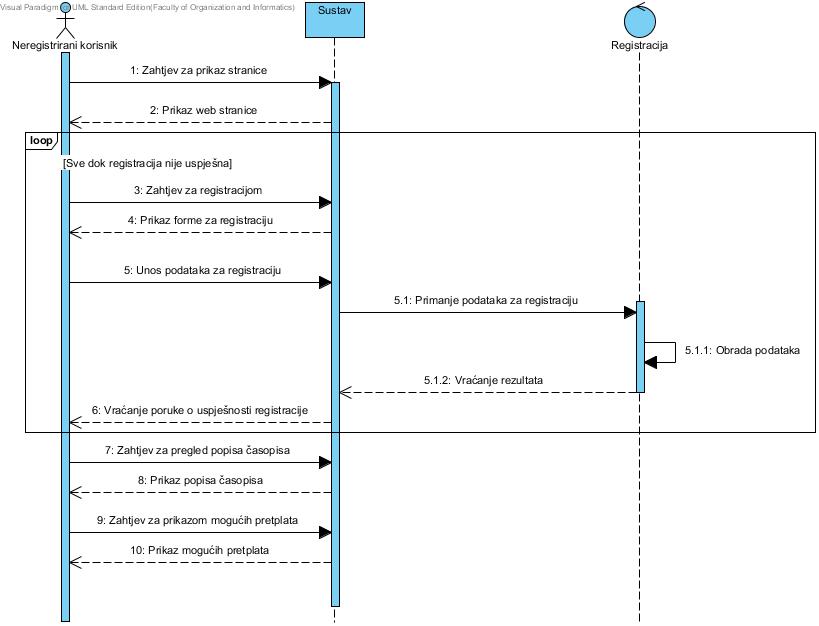 Visual Paradigm UML Standard Edition(Faculty of Organization and Informatics)
Sustav
Neregistrirani korisnik
Registracija
1: Zahtjev za prikaz stranice
2: Prikaz web stranice
loop
[Sve dok registracija nije uspješna]
3: Zahtjev za registracijom
4: Prikaz forme za registraciju
5: Unos podataka za registraciju
5.1: Primanje podataka za registraciju
5.1.1: Obrada podataka
5.1.2: Vraćanje rezultata
6: Vraćanje poruke o uspješnosti registracije
7: Zahtjev za pregled popisa časopisa
8: Prikaz popisa časopisa
9: Zahtjev za prikazom mogućih pretplata
10: Prikaz mogućih pretplata